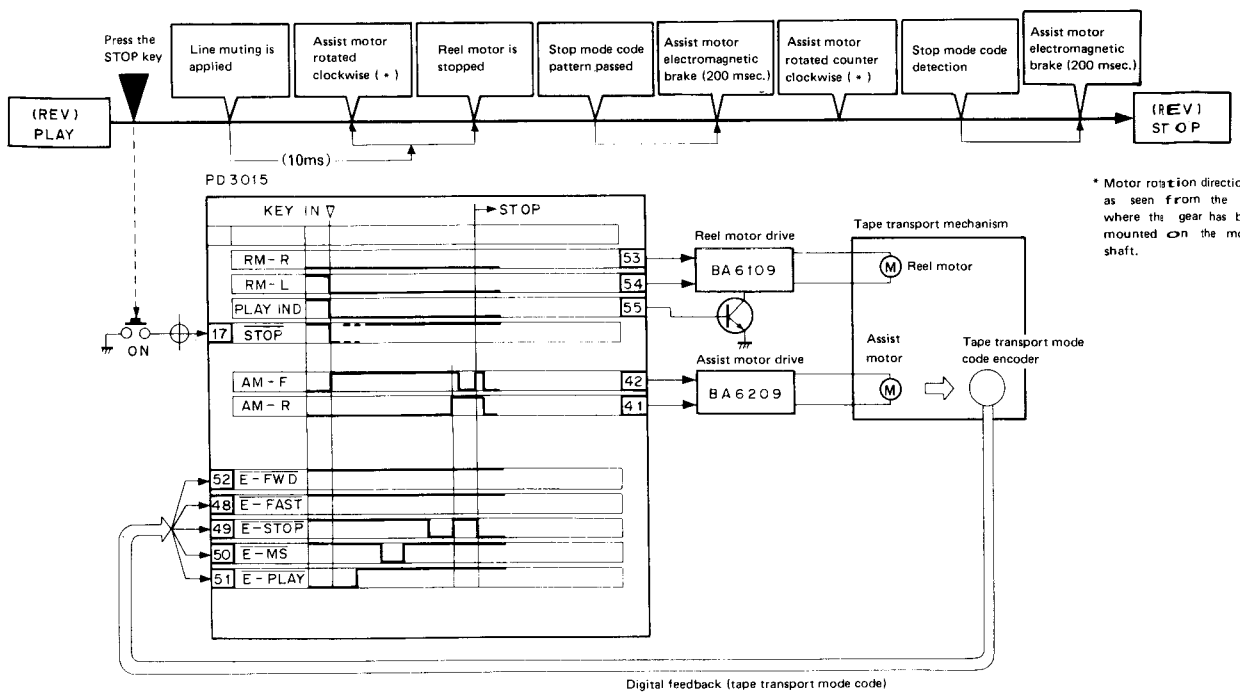 Press the
STOP key
Line muting is
applied
Assist motor
rotated
clockwise (*)
Reel motor is
stopped
Stop mode code
pattern passed
Assist motor
electromagnetic
brake (200 msec.)
Assist motor
rotated counter
clockwise (*)
Stop mode code
detection
Assist motor
electromagnetic
brake (200 msec.)
(REV)
PLAY
(REV)
STOP
(10ms)
* Motor rotation directio
as seen from the
where the gear has b
mounted on the mo
shaft.
PD3015
KEY IN
STOP
RM-R
53
RM-L
54
PLAY IND
55
17
STOP
ON
AM-F
42
AM-R
41
52
E-FWD
48
E-FAST
49
E-STOP
50
E-MS
51
E-PLAY
Reel motor drive
BA6109
Assist motor drive
BA6209
Tape transport mechanism
M
Reel motor
Assist
motor
M
Tape transport mode
code encoder
Digital feedback (tape transport mode code)